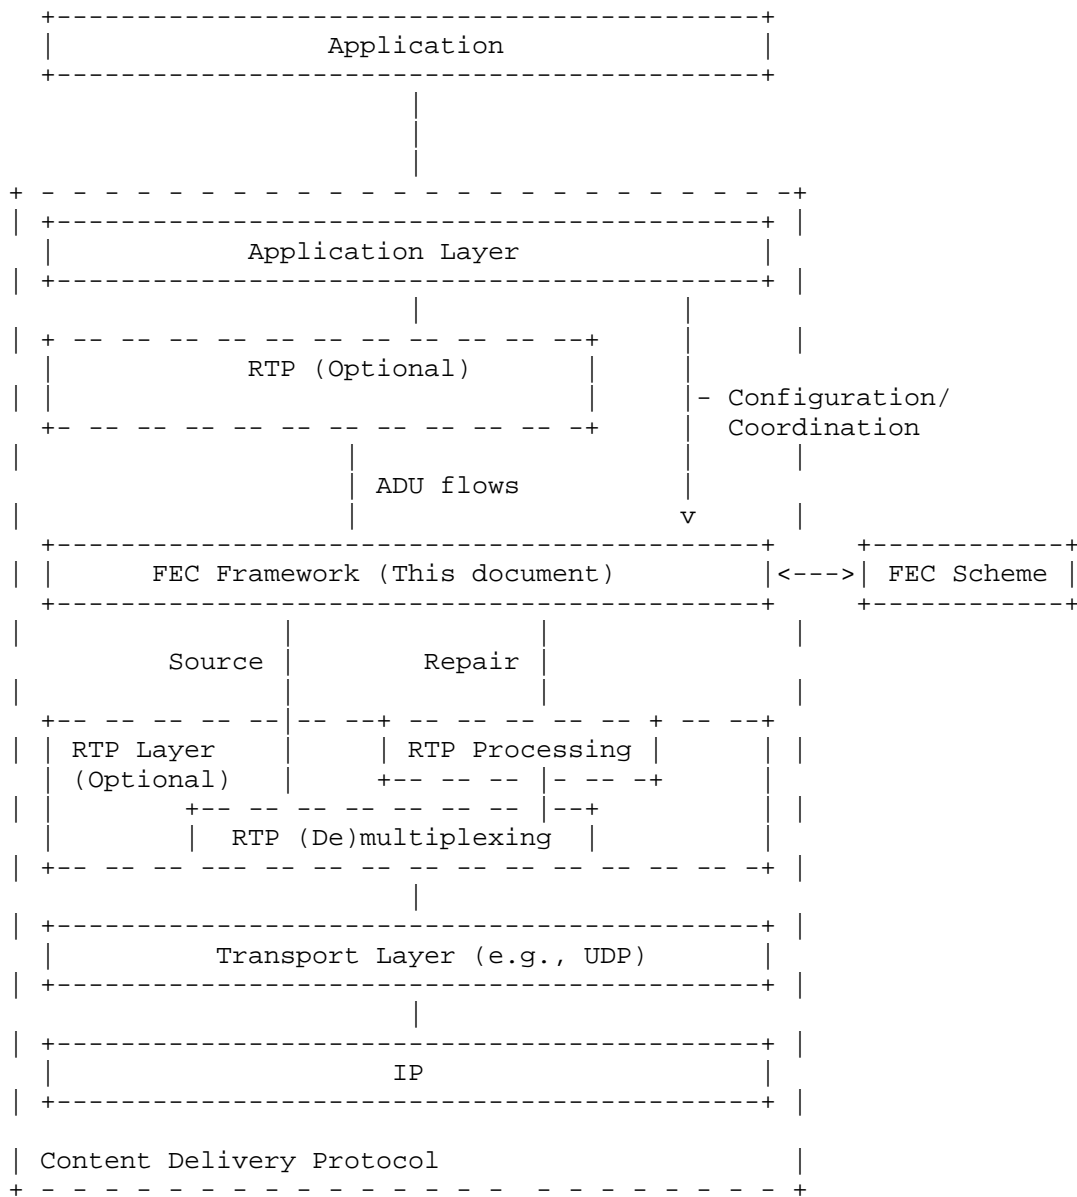 Application
Application Layer
RTP (Optional)
- Configuration/
Coordination
ADU flows
v
FEC Framework (This document)
<--->
FEC Scheme
Source
Repair
RTP Layer
RTP Processing
(Optional)
RTP (De)multiplexing
Transport Layer (e.g., UDP)
IP
Content Delivery Protocol